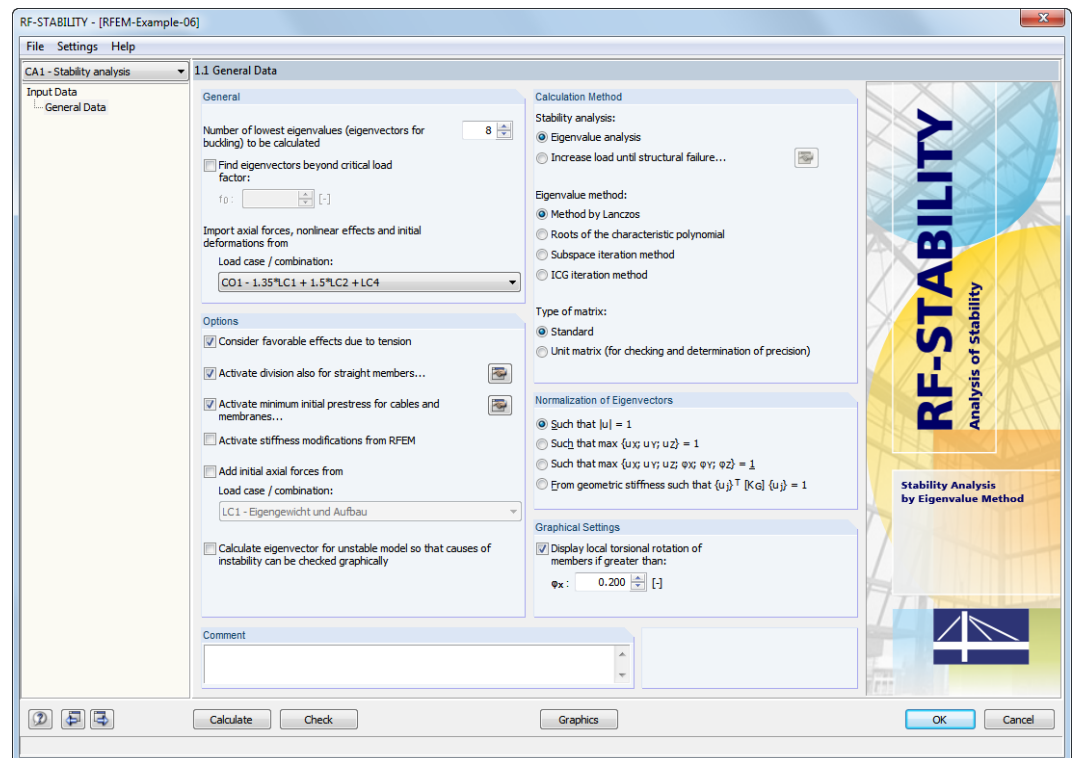 RF-STABILITY - [RFEM-Example-06]
File Settings Help
CA1 - Stability analysis
Input Data
General Data
1.1 General Data
General
Number of lowest eigenvalues (eigenvectors for
buckling) to be calculated
8
Find eigenvectors beyond critical load
factor:
f0 : [-]
Import axial forces, nonlinear effects and initial
deformations from
Load case / combination:
CO1 - 1.35*LC1 + 1.5*LC2 + LC4
Options
Consider favorable effects due to tension
Activate division also for straight members...
Activate minimum initial prestress for cables and
membranes...
Activate stiffness modifications from RFEM
Add initial axial forces from
Load case / combination:
LC1 - Eigengewicht und Aufbau
Calculate eigenvector for unstable model so that causes of
instability can be checked graphically
Calculation Method
Stability analysis:
Eigenvalue analysis
Increase load until structural failure...
Eigenvalue method:
Method by Lanczos
Roots of the characteristic polynomial
Subspace iteration method
ICG iteration method
Type of matrix:
Standard
Unit matrix (for checking and determination of precision)
Normalization of Eigenvectors
Such that |u| = 1
Such that max {uX; uY; uZ} = 1
Such that max {uX; uY; uZ; φX; φY; φZ} = 1
From geometric stiffness such that {uj}T [KG] {uj} = 1
Graphical Settings
Display local torsional rotation of
members if greater than:
φx : 0.200 [-]
Comment
RF-STABILITY
Analysis of Stability
Stability Analysis
by Eigenvalue Method
Calculate Check Graphics OK Cancel